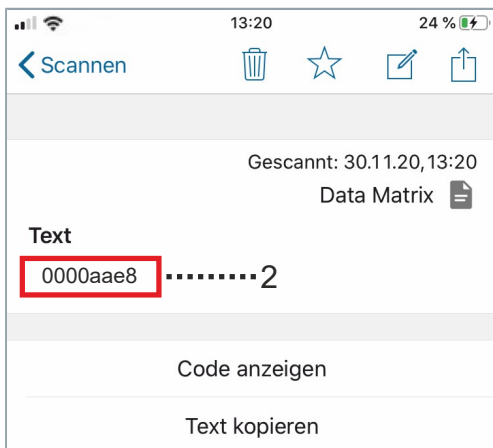 13:20
24 %
Scannen
Gescannt: 30.11.20,13:20
Data Matrix
Text
0000aae8 ·········2
Code anzeigen
Text kopieren